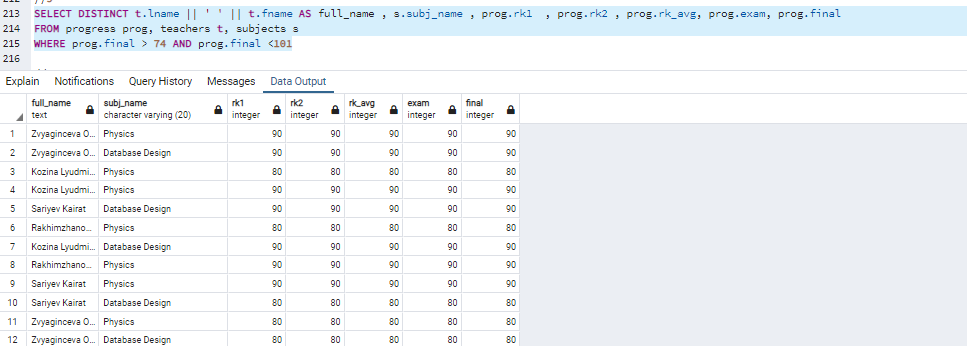 213 SELECT DISTINCT t.lname || ' ' || t.fname AS full_name , s.subj_name , prog.rk1 , prog.rk2 , prog.rk_avg, prog.exam, prog.final
214 FROM progress prog, teachers t, subjects s
215 WHERE prog.final > 74 AND prog.final <101
216
Explain Notifications Query History Messages Data Output
full_name subj_name rk1 rk2 rk_avg exam final
text character varying (20) integer integer integer integer integer
1 Zvyaginceva O... Physics 90 90 90 90 90
2 Zvyaginceva O... Database Design 90 90 90 90 90
3 Kozina Lyudmi... Physics 80 80 80 80 80
4 Kozina Lyudmi... Physics 90 90 90 90 90
5 Sariyev Kairat Database Design 90 90 90 90 90
6 Rakhimzhano... Physics 80 80 80 80 80
7 Kozina Lyudmi... Database Design 90 90 90 90 90
8 Rakhimzhano... Physics 90 90 90 90 90
9 Sariyev Kairat Physics 90 90 90 90 90
10 Sariyev Kairat Database Design 80 80 80 80 80
11 Zvyaginceva O... Physics 80 80 80 80 80
12 Zvyaginceva O... Database Design 80 80 80 80 80